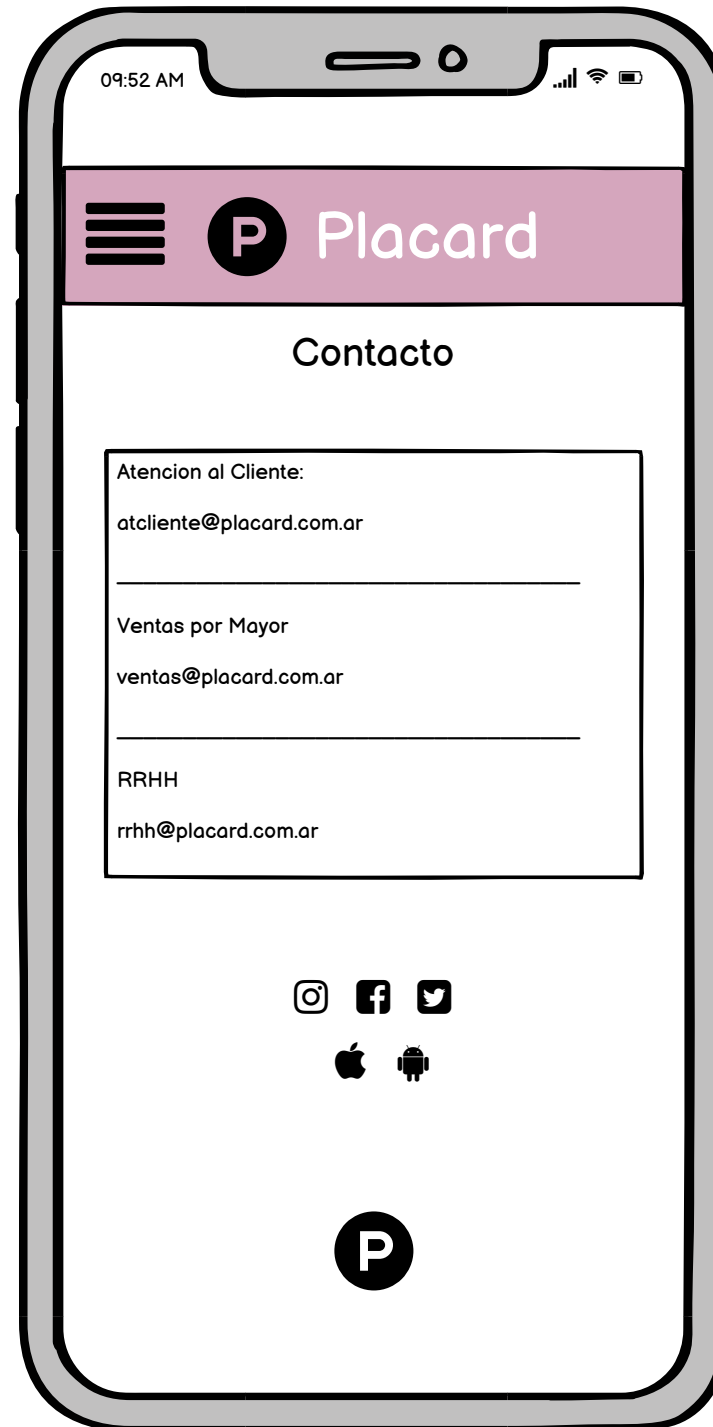 09:52 AM
P Placard
Contacto
Atencion al Cliente:
atcliente@placard.com.ar
Ventas por Mayor
ventas@placard.com.ar
RRHH
rrhh@placard.com.ar
P